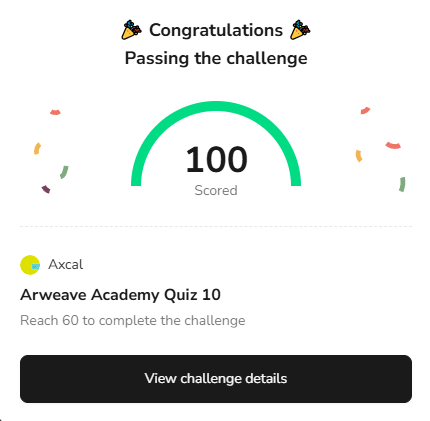 🎉 Congratulations 🎉
Passing the challenge
100
Scored
Axcal
Arweave Academy Quiz 10
Reach 60 to complete the challenge
View challenge details